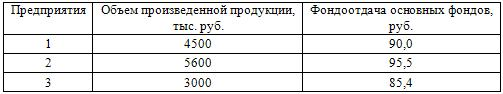 Предприятия Объем произведенной продукции, Фондоотдача основных фондов,
тыс. руб. руб.
1 4500 90,0
2 5600 95,5
3 3000 85,4